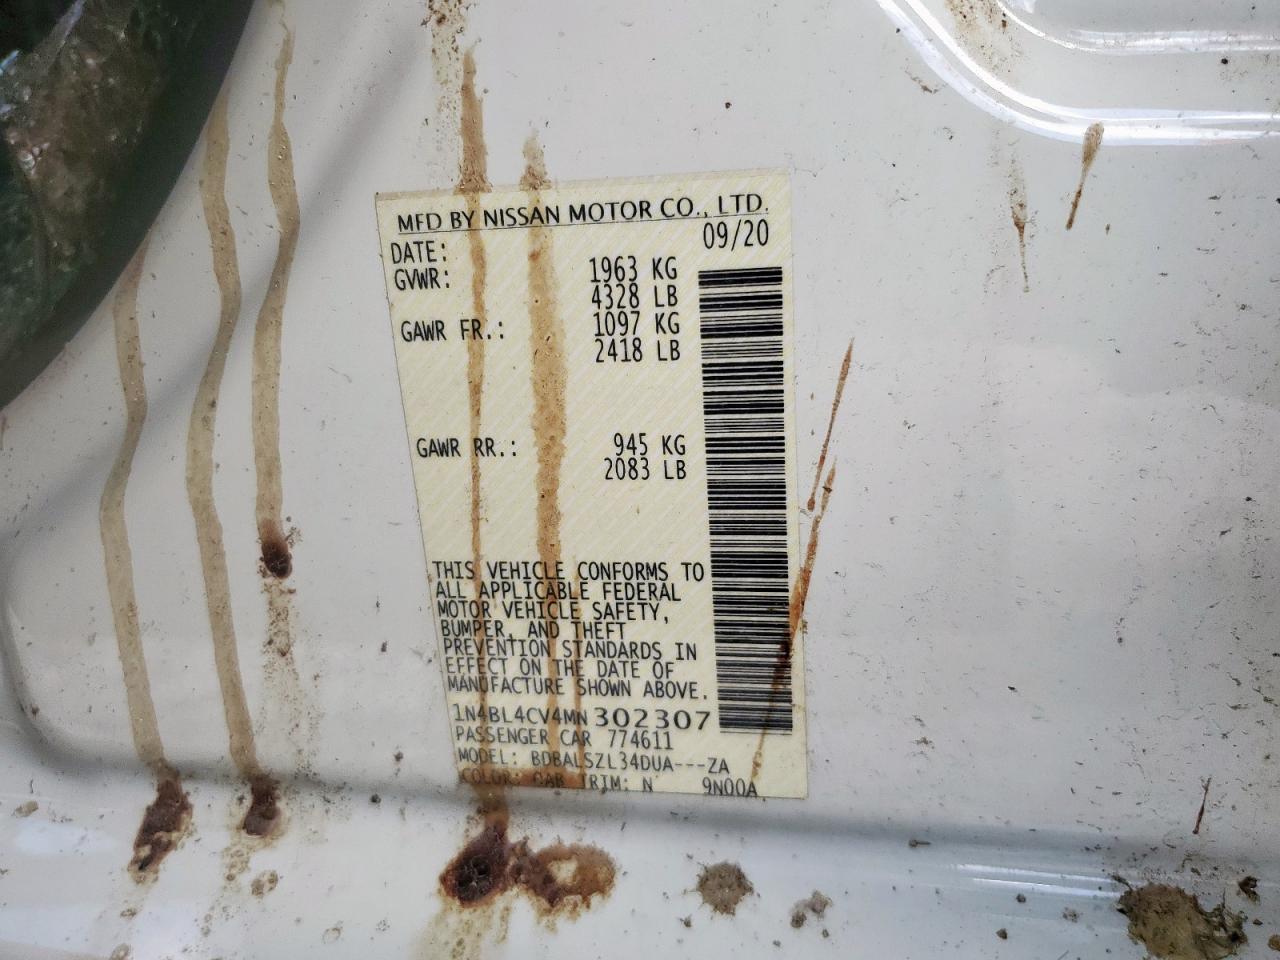 MFD BY NISSAN MOTOR CO., LTD.
DATE: 09/20
GVWR: 1963 KG
4328 LB
GAWR FR.: 1097 KG
2418 LB
GAWR RR.: 945 KG
2083 LB
THIS VEHICLE CONFORMS TO
ALL APPLICABLE FEDERAL
MOTOR VEHICLE SAFETY,
BUMPER, AND THEFT
PREVENTION STANDARDS IN
EFFECT ON THE DATE OF
MANUFACTURE SHOWN ABOVE.
1N4BL4CV4MN302307
PASSENGER CAR 774611
MODEL: BDBALSZL34DUA---ZA
COLOR: QAB TRIM: N 9N00A